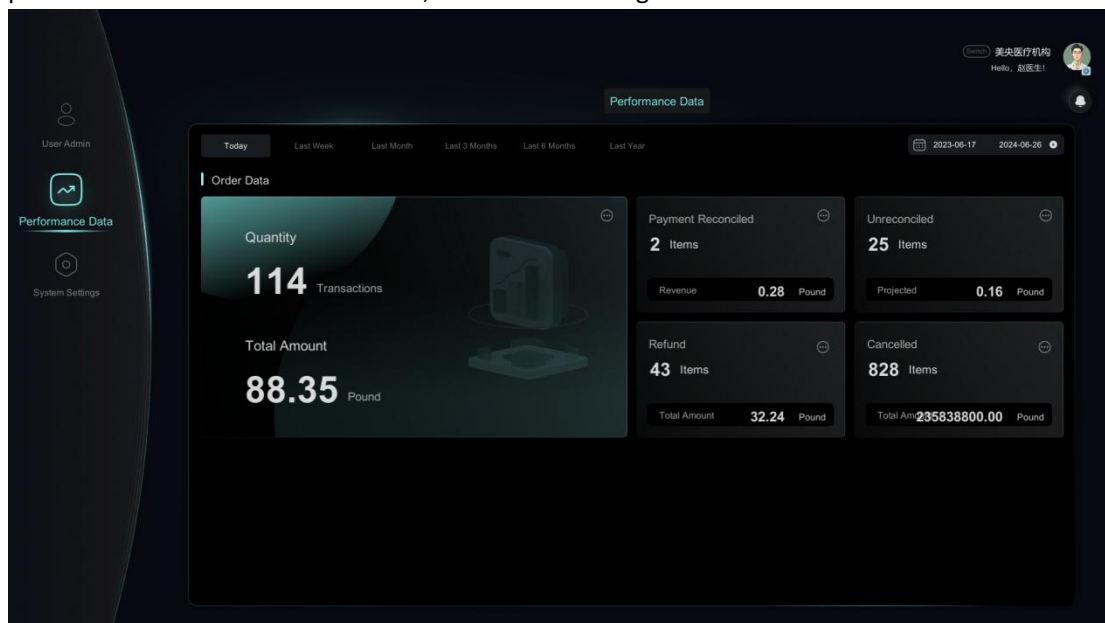 Switch 美央医疗机构
Hello, 赵医生!
Performance Data
User Admin
Performance Data
System Settings
Today Last Week Last Month Last 3 Months Last 6 Months Last Year 2023-06-17 2024-06-26
Order Data
Quantity
114 Transactions
Total Amount
88.35 Pound
Payment Reconciled
2 Items
Revenue 0.28 Pound
Unreconciled
25 Items
Projected 0.16 Pound
Refund
43 Items
Total Amount 32.24 Pound
Cancelled
828 Items
Total 235838800.00 Pound